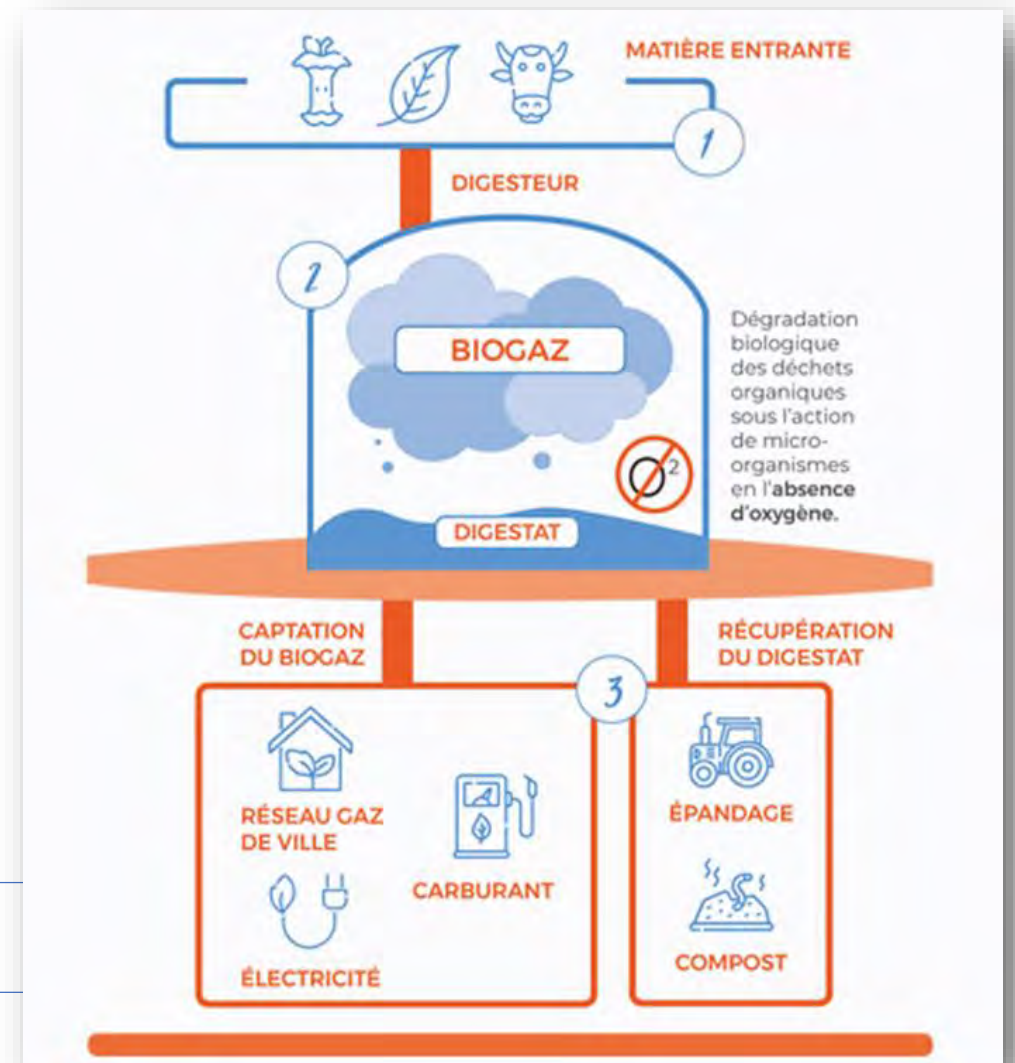 MATIÈRE ENTRANTE
1
DIGESTEUR
2
BIOGAZ
Dégradation
biologique
des déchets
organiques
sous l'action
de micro-
organismes
en l'absence
d'oxygène.
O²
DIGESTAT
CAPTATION
DU BIOGAZ
RÉCUPÉRATION
DU DIGESTAT
3
RÉSEAU GAZ
DE VILLE
CARBURANT
ÉLECTRICITÉ
ÉPANDAGE
COMPOST